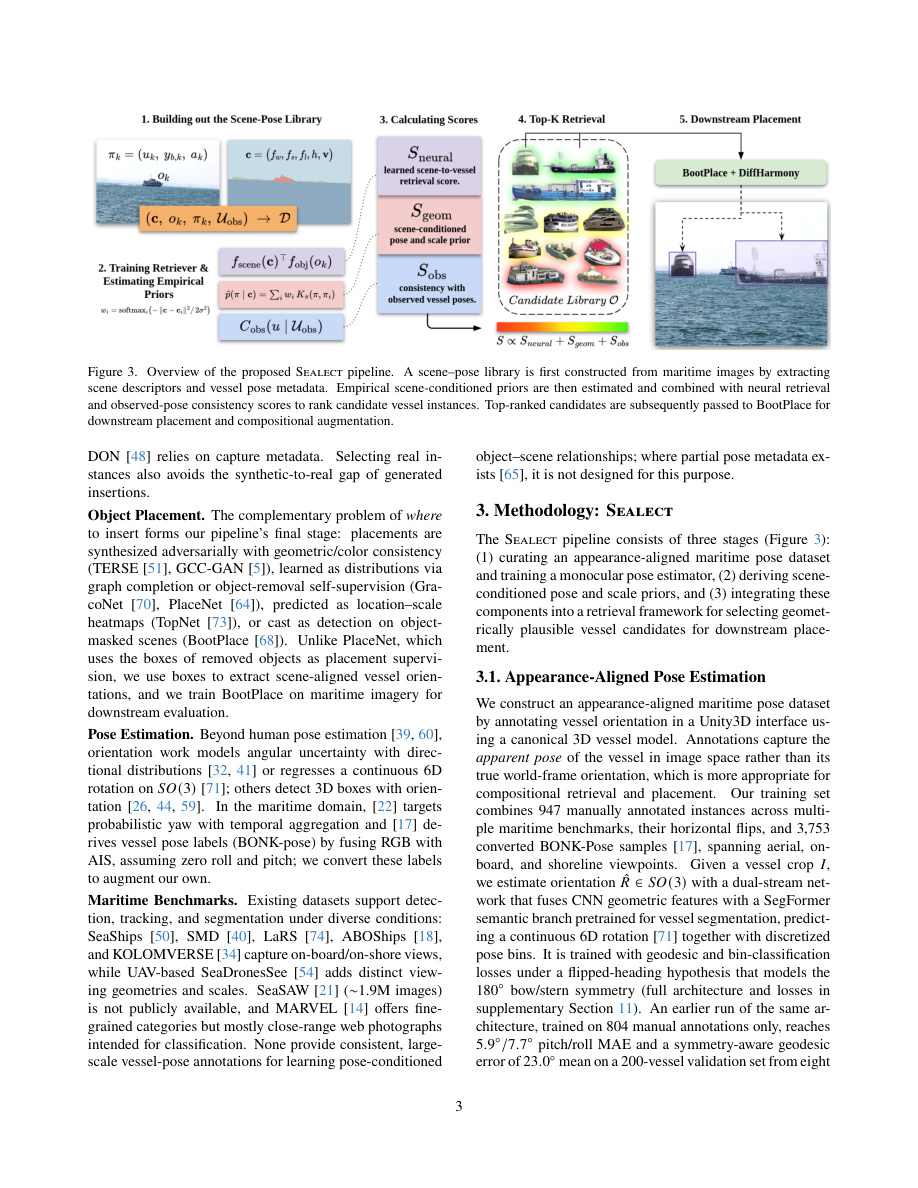 1. Building out the Scene-Pose Library
3. Calculating Scores
4. Top-K Retrieval
5. Downstream Placement
πk = (uk, yb,k, ak)
ok
c = (fw, fs, fl, h, v)
(c, ok, πk, Uobs) → D
2. Training Retriever &
Estimating Empirical
Priors
wi = softmaxi(−‖c − ci‖²/2σ²)
fscene(c)⊤fobj(ok)
p̂(π | c) = ∑i wi Kπ(π, πi)
Cobs(u | Uobs)
Sneural
learned scene-to-vessel
retrieval score.
Sgeom
scene-conditioned
pose and scale prior
Sobs
consistency with
observed vessel poses.
Candidate Library O
S ∝ Sneural + Sgeom + Sobs
BootPlace + DiffHarmony
Figure 3. Overview of the proposed SEALECT pipeline. A scene–pose library is first constructed from maritime images by extracting
scene descriptors and vessel pose metadata. Empirical scene-conditioned priors are then estimated and combined with neural retrieval
and observed-pose consistency scores to rank candidate vessel instances. Top-ranked candidates are subsequently passed to BootPlace for
downstream placement and compositional augmentation.
DON [48] relies on capture metadata. Selecting real in-
stances also avoids the synthetic-to-real gap of generated
insertions.
Object Placement. The complementary problem of where
to insert forms our pipeline's final stage: placements are
synthesized adversarially with geometric/color consistency
(TERSE [51], GCC-GAN [5]), learned as distributions via
graph completion or object-removal self-supervision (Gra-
coNet [70], PlaceNet [64]), predicted as location–scale
heatmaps (TopNet [73]), or cast as detection on object-
masked scenes (BootPlace [68]). Unlike PlaceNet, which
uses the boxes of removed objects as placement supervi-
sion, we use boxes to extract scene-aligned vessel orien-
tations, and we train BootPlace on maritime imagery for
downstream evaluation.
Pose Estimation. Beyond human pose estimation [39, 60],
orientation work models angular uncertainty with direc-
tional distributions [32, 41] or regresses a continuous 6D
rotation on SO(3) [71]; others detect 3D boxes with orien-
tation [26, 44, 59]. In the maritime domain, [22] targets
probabilistic yaw with temporal aggregation and [17] de-
rives vessel pose labels (BONK-pose) by fusing RGB with
AIS, assuming zero roll and pitch; we convert these labels
to augment our own.
Maritime Benchmarks. Existing datasets support detec-
tion, tracking, and segmentation under diverse conditions:
SeaShips [50], SMD [40], LaRS [74], ABOShips [18],
and KOLOMVERSE [34] capture on-board/on-shore views,
while UAV-based SeaDronesSee [54] adds distinct view-
ing geometries and scales. SeaSAW [21] (~1.9M images)
is not publicly available, and MARVEL [14] offers fine-
grained categories but mostly close-range web photographs
intended for classification. None provide consistent, large-
scale vessel-pose annotations for learning pose-conditioned
object–scene relationships; where partial pose metadata ex-
ists [65], it is not designed for this purpose.
3. Methodology: SEALECT
The SEALECT pipeline consists of three stages (Figure 3):
(1) curating an appearance-aligned maritime pose dataset
and training a monocular pose estimator, (2) deriving scene-
conditioned pose and scale priors, and (3) integrating these
components into a retrieval framework for selecting geomet-
rically plausible vessel candidates for downstream place-
ment.
3.1. Appearance-Aligned Pose Estimation
We construct an appearance-aligned maritime pose dataset
by annotating vessel orientation in a Unity3D interface us-
ing a canonical 3D vessel model. Annotations capture the
apparent pose of the vessel in image space rather than its
true world-frame orientation, which is more appropriate for
compositional retrieval and placement. Our training set
combines 947 manually annotated instances across multi-
ple maritime benchmarks, their horizontal flips, and 3,753
converted BONK-Pose samples [17], spanning aerial, on-
board, and shoreline viewpoints. Given a vessel crop I,
we estimate orientation R̂ ∈ SO(3) with a dual-stream net-
work that fuses CNN geometric features with a SegFormer
semantic branch pretrained for vessel segmentation, predict-
ing a continuous 6D rotation [71] together with discretized
pose bins. It is trained with geodesic and bin-classification
losses under a flipped-heading hypothesis that models the
180° bow/stern symmetry (full architecture and losses in
supplementary Section 11). An earlier run of the same ar-
chitecture, trained on 804 manual annotations only, reaches
5.9°/7.7° pitch/roll MAE and a symmetry-aware geodesic
error of 23.0° mean on a 200-vessel validation set from eight
3